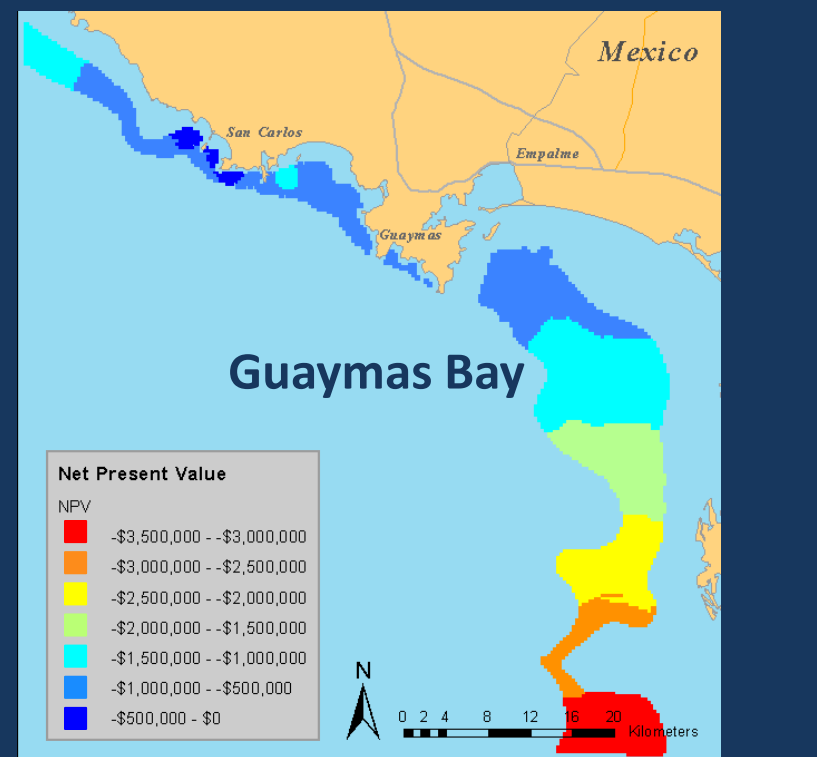 Mexico
San Carlos
Empalme
Guaymas
Guaymas Bay
Net Present Value
NPV
-$3,500,000 - -$3,000,000
-$3,000,000 - -$2,500,000
-$2,500,000 - -$2,000,000
-$2,000,000 - -$1,500,000
-$1,500,000 - -$1,000,000
-$1,000,000 - -$500,000
-$500,000 - $0
N
0 2 4 8 12 16 20
Kilometers